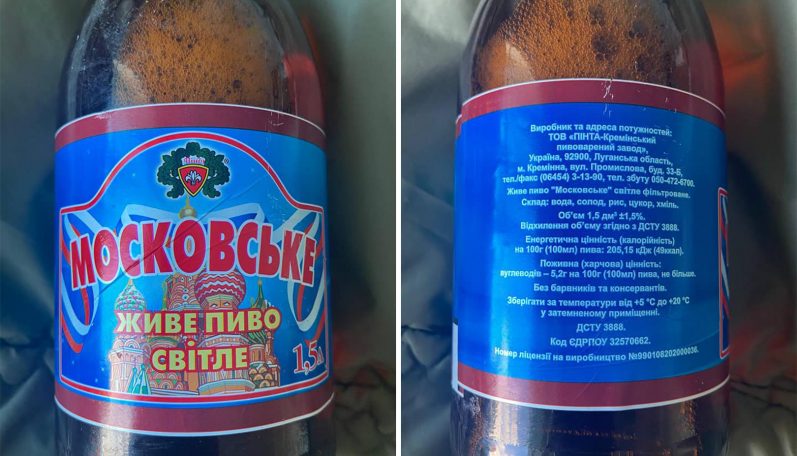 МОСКОВСЬКЕ
ЖИВЕ ПИВО
СВІТЛЕ
1,5л
Виробник та адреса потужностей:
ТОВ «ПІНТА-Кремінський
пивоварений завод»,
Україна, 92900, Луганська область,
м. Кремінна, вул. Промислова, буд. 33-Б,
тел./факс (06454) 3-13-90, тел. збуту 050-472-6700.
Живе пиво "Московське" світле фільтроване.
Склад: вода, солод, рис, цукор, хміль.
Об'єм 1,5 дм³ ±1,5%.
Відхилення об'єму згідно з ДСТУ 3888.
Енергетична цінність (калорійність)
на 100г (100мл) пива: 205,15 кДж (49ккал).
Поживна (харчова) цінність:
вуглеводів – 5,2г на 100г (100мл) пива, не більше.
Без барвників та консервантів.
Зберігати за температури від +5 °С до +20 °С
у затемненому приміщенні.
ДСТУ 3888.
Код ЄДРПОУ 32570662.
Номер ліцензії на виробництво №990108202000036.